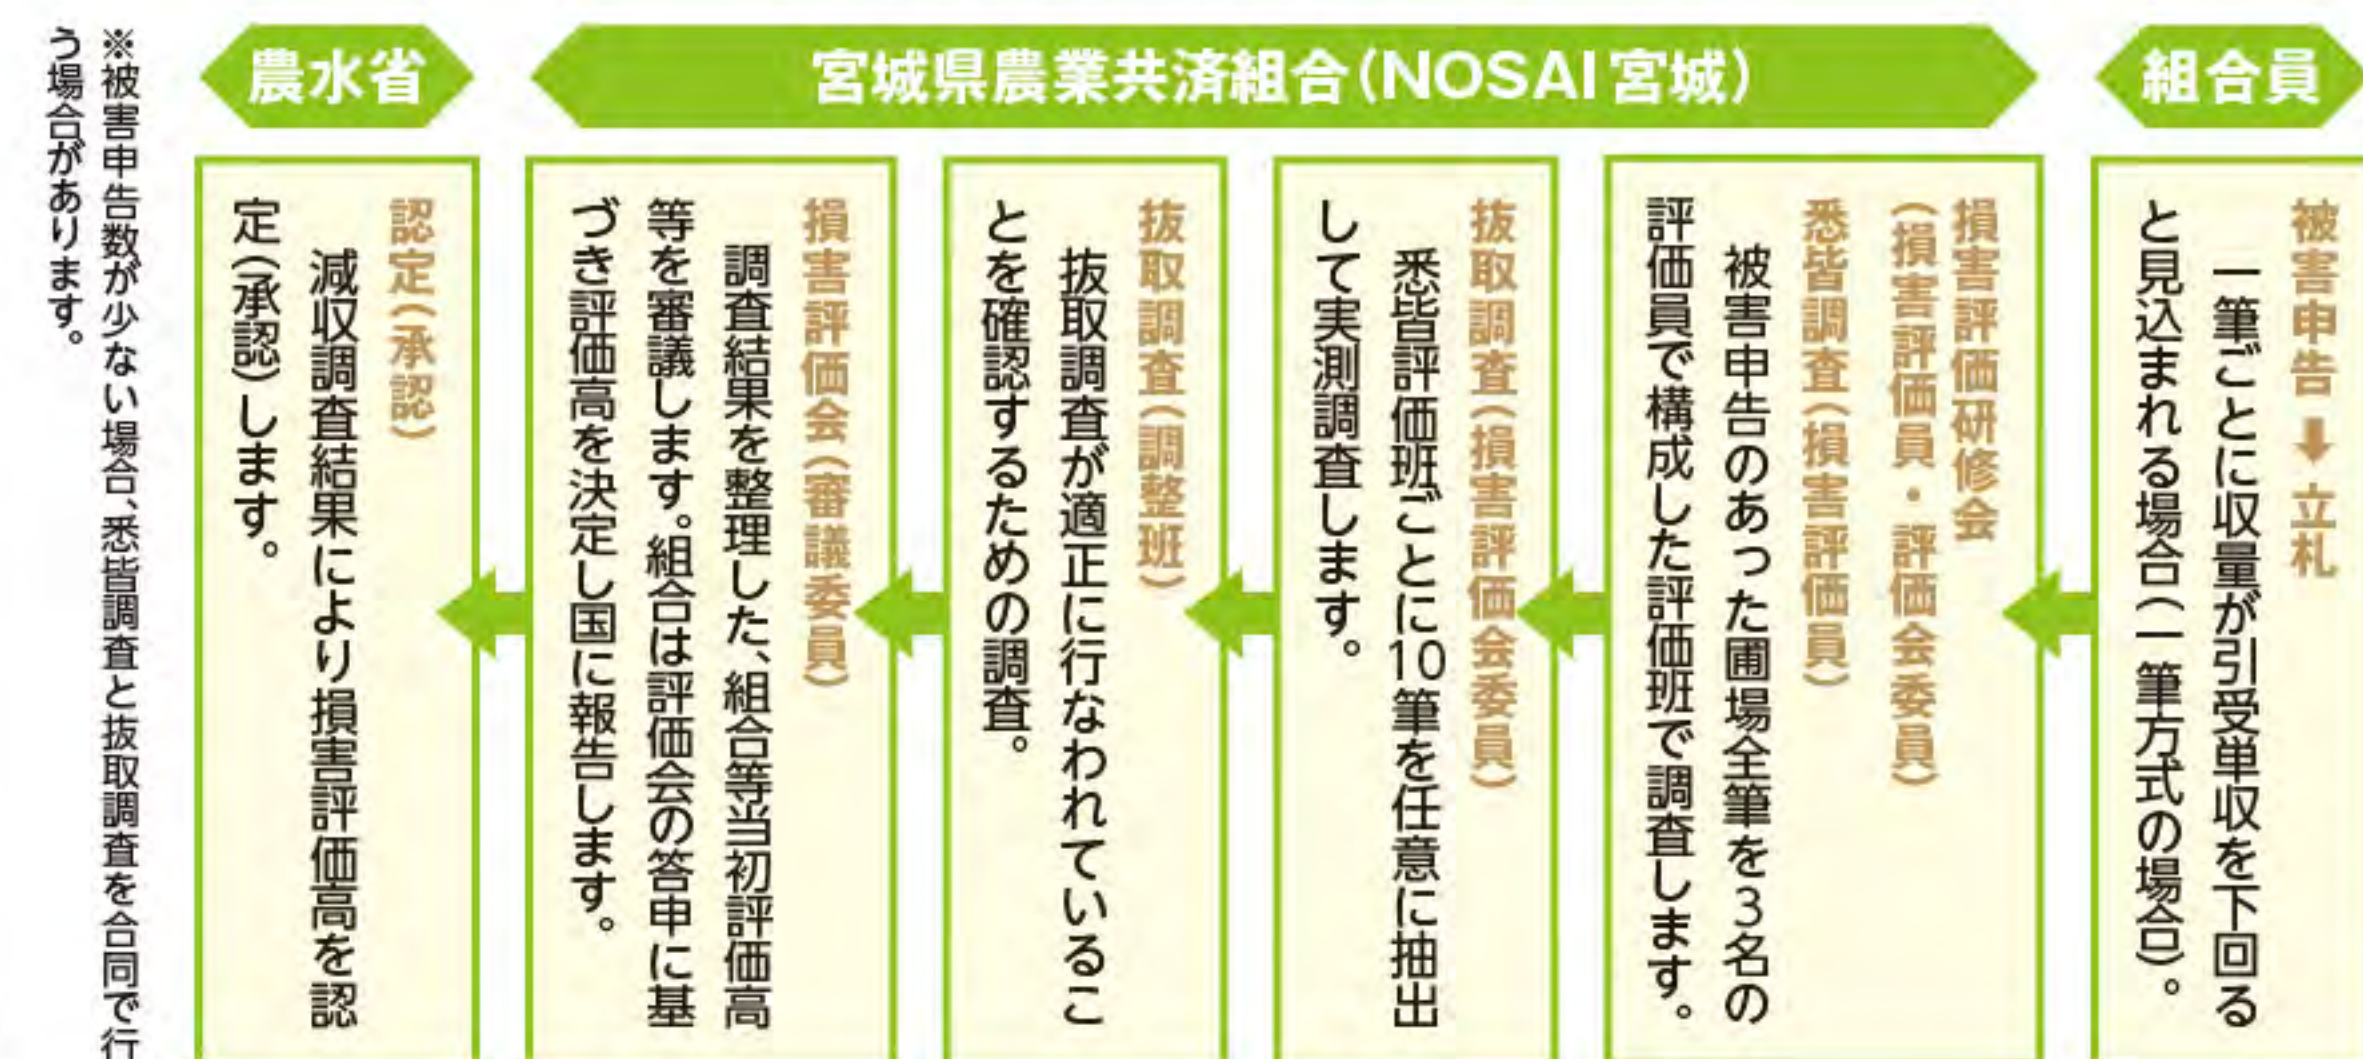 組合員
被害申告➡立札
一筆ごとに収量が引受単収を下回る
と見込まれる場合(一筆方式の場合)。
宮城県農業共済組合(NOSAI宮城)
損害評価研修会
(損害評価員・評価会委員)
悉皆調査(損害評価員)
被害申告のあった圃場全筆を3名の
評価員で構成した評価班で調査します。
抜取調査(損害評価会委員)
悉皆評価班ごとに10筆を任意に抽出
して実測調査します。
抜取調査(調整班)
抜取調査が適正に行なわれているこ
とを確認するための調査。
損害評価会(審議委員)
調査結果を整理した、組合等当初評価高
等を審議します。組合は評価会の答申に基
づき評価高を決定し国に報告します。
農水省
認定(承認)
減収調査結果により損害評価高を認
定(承認)します。
※被害申告数が少ない場合、悉皆調査と抜取調査を合同で行
う場合があります。